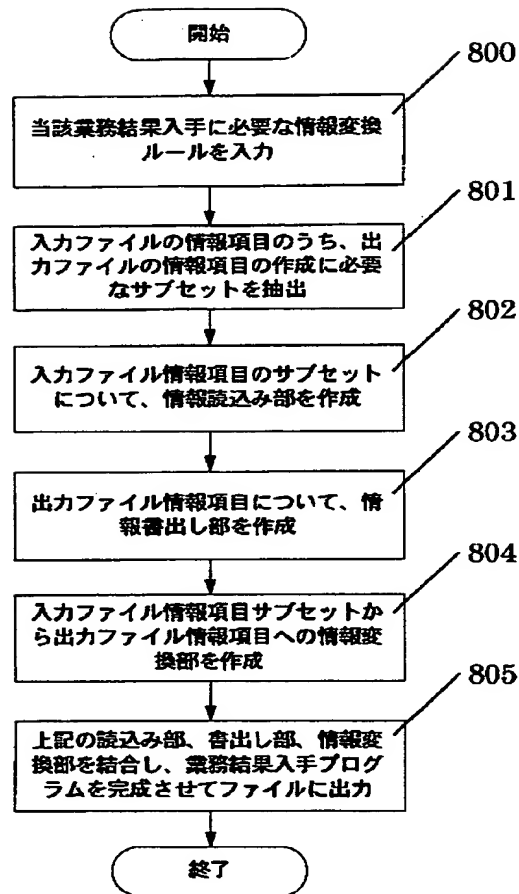 開始
800
当該業務結果入手に必要な情報変換
ルールを入力
801
入力ファイルの情報項目のうち、出
力ファイルの情報項目の作成に必要
なサブセットを抽出
802
入力ファイル情報項目のサブセット
について、情報読込み部を作成
803
出力ファイル情報項目について、情
報書出し部を作成
804
入力ファイル情報項目サブセットか
ら出力ファイル情報項目への情報変
換部を作成
805
上記の読込み部、書出し部、情報変
換部を結合し、業務結果入手プログ
ラムを完成させてファイルに出力
終了